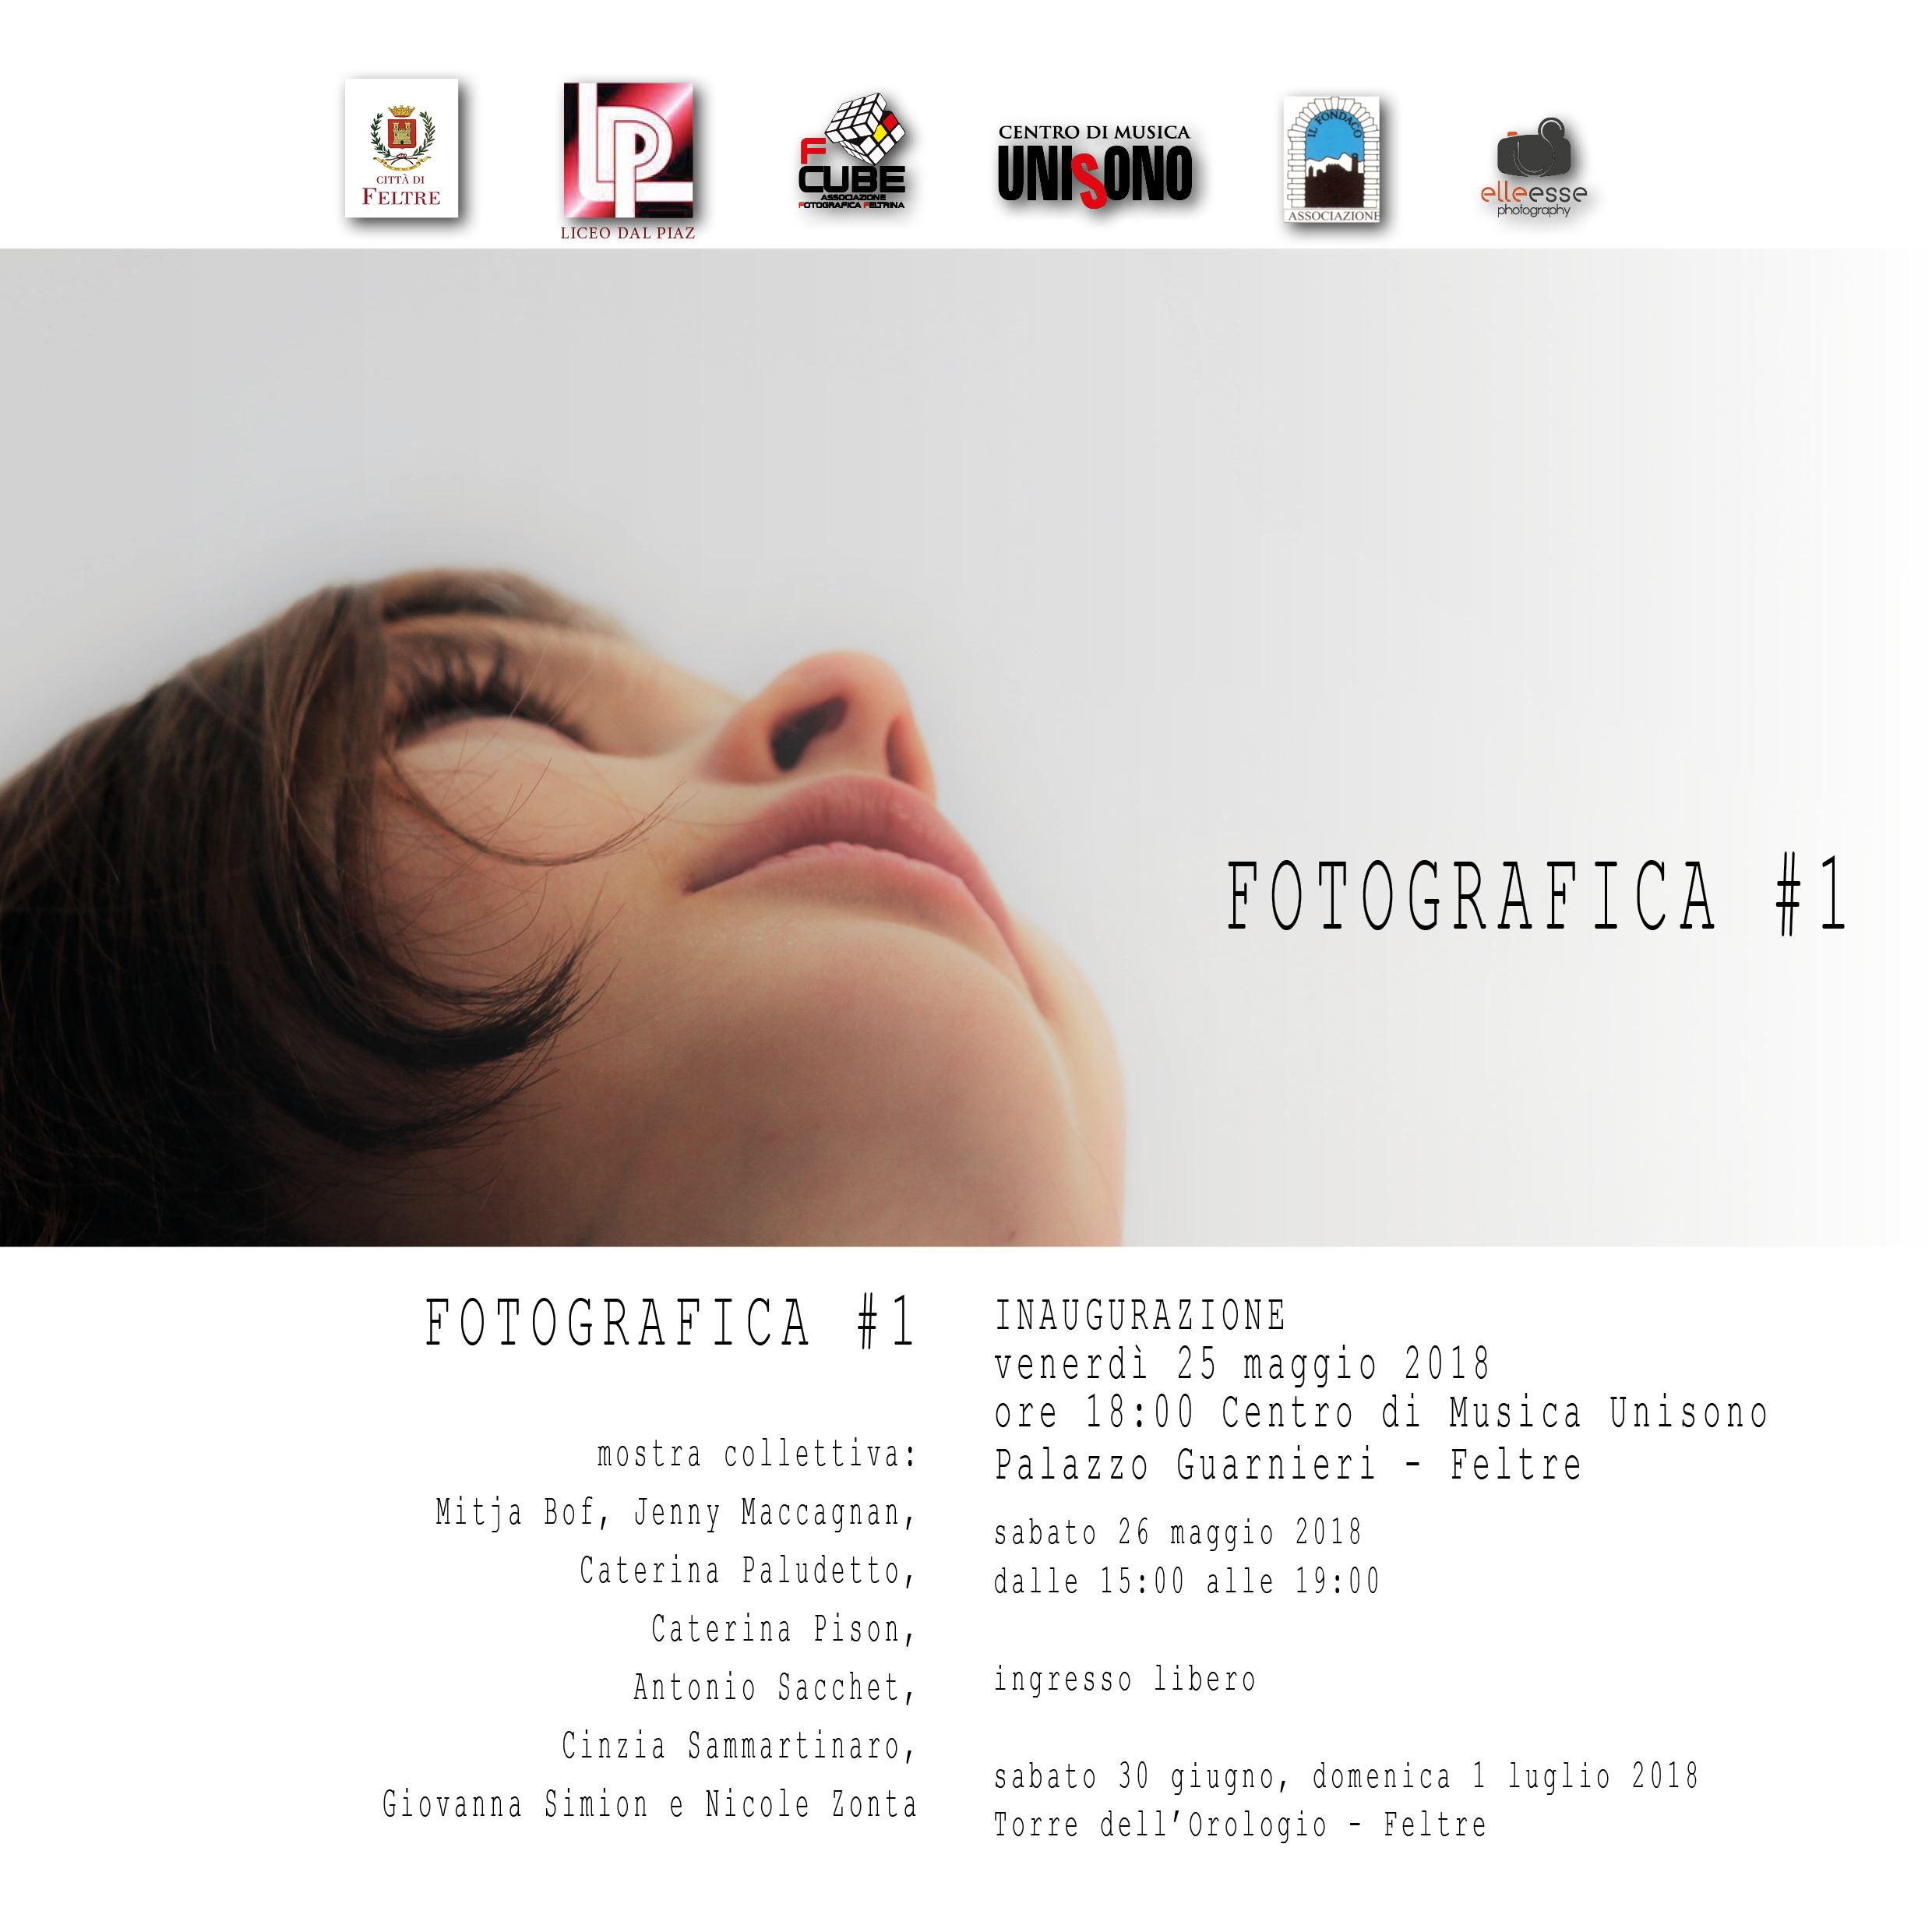 CITTÀ DI
FELTRE
LPD
LICEO DAL PIAZ
F
CUBE
ASSOCIAZIONE
FOTOGRAFICA FELTRINA
CENTRO DI MUSICA
UNISONO
IL FONDACO
ASSOCIAZIONE
elleesse
photography
FOTOGRAFICA #1
FOTOGRAFICA #1
mostra collettiva:
Mitja Bof, Jenny Maccagnan,
Caterina Paludetto,
Caterina Pison,
Antonio Sacchet,
Cinzia Sammartinaro,
Giovanna Simion e Nicole Zonta
INAUGURAZIONE
venerdì 25 maggio 2018
ore 18:00 Centro di Musica Unisono
Palazzo Guarnieri - Feltre
sabato 26 maggio 2018
dalle 15:00 alle 19:00
ingresso libero
sabato 30 giugno, domenica 1 luglio 2018
Torre dell’Orologio - Feltre